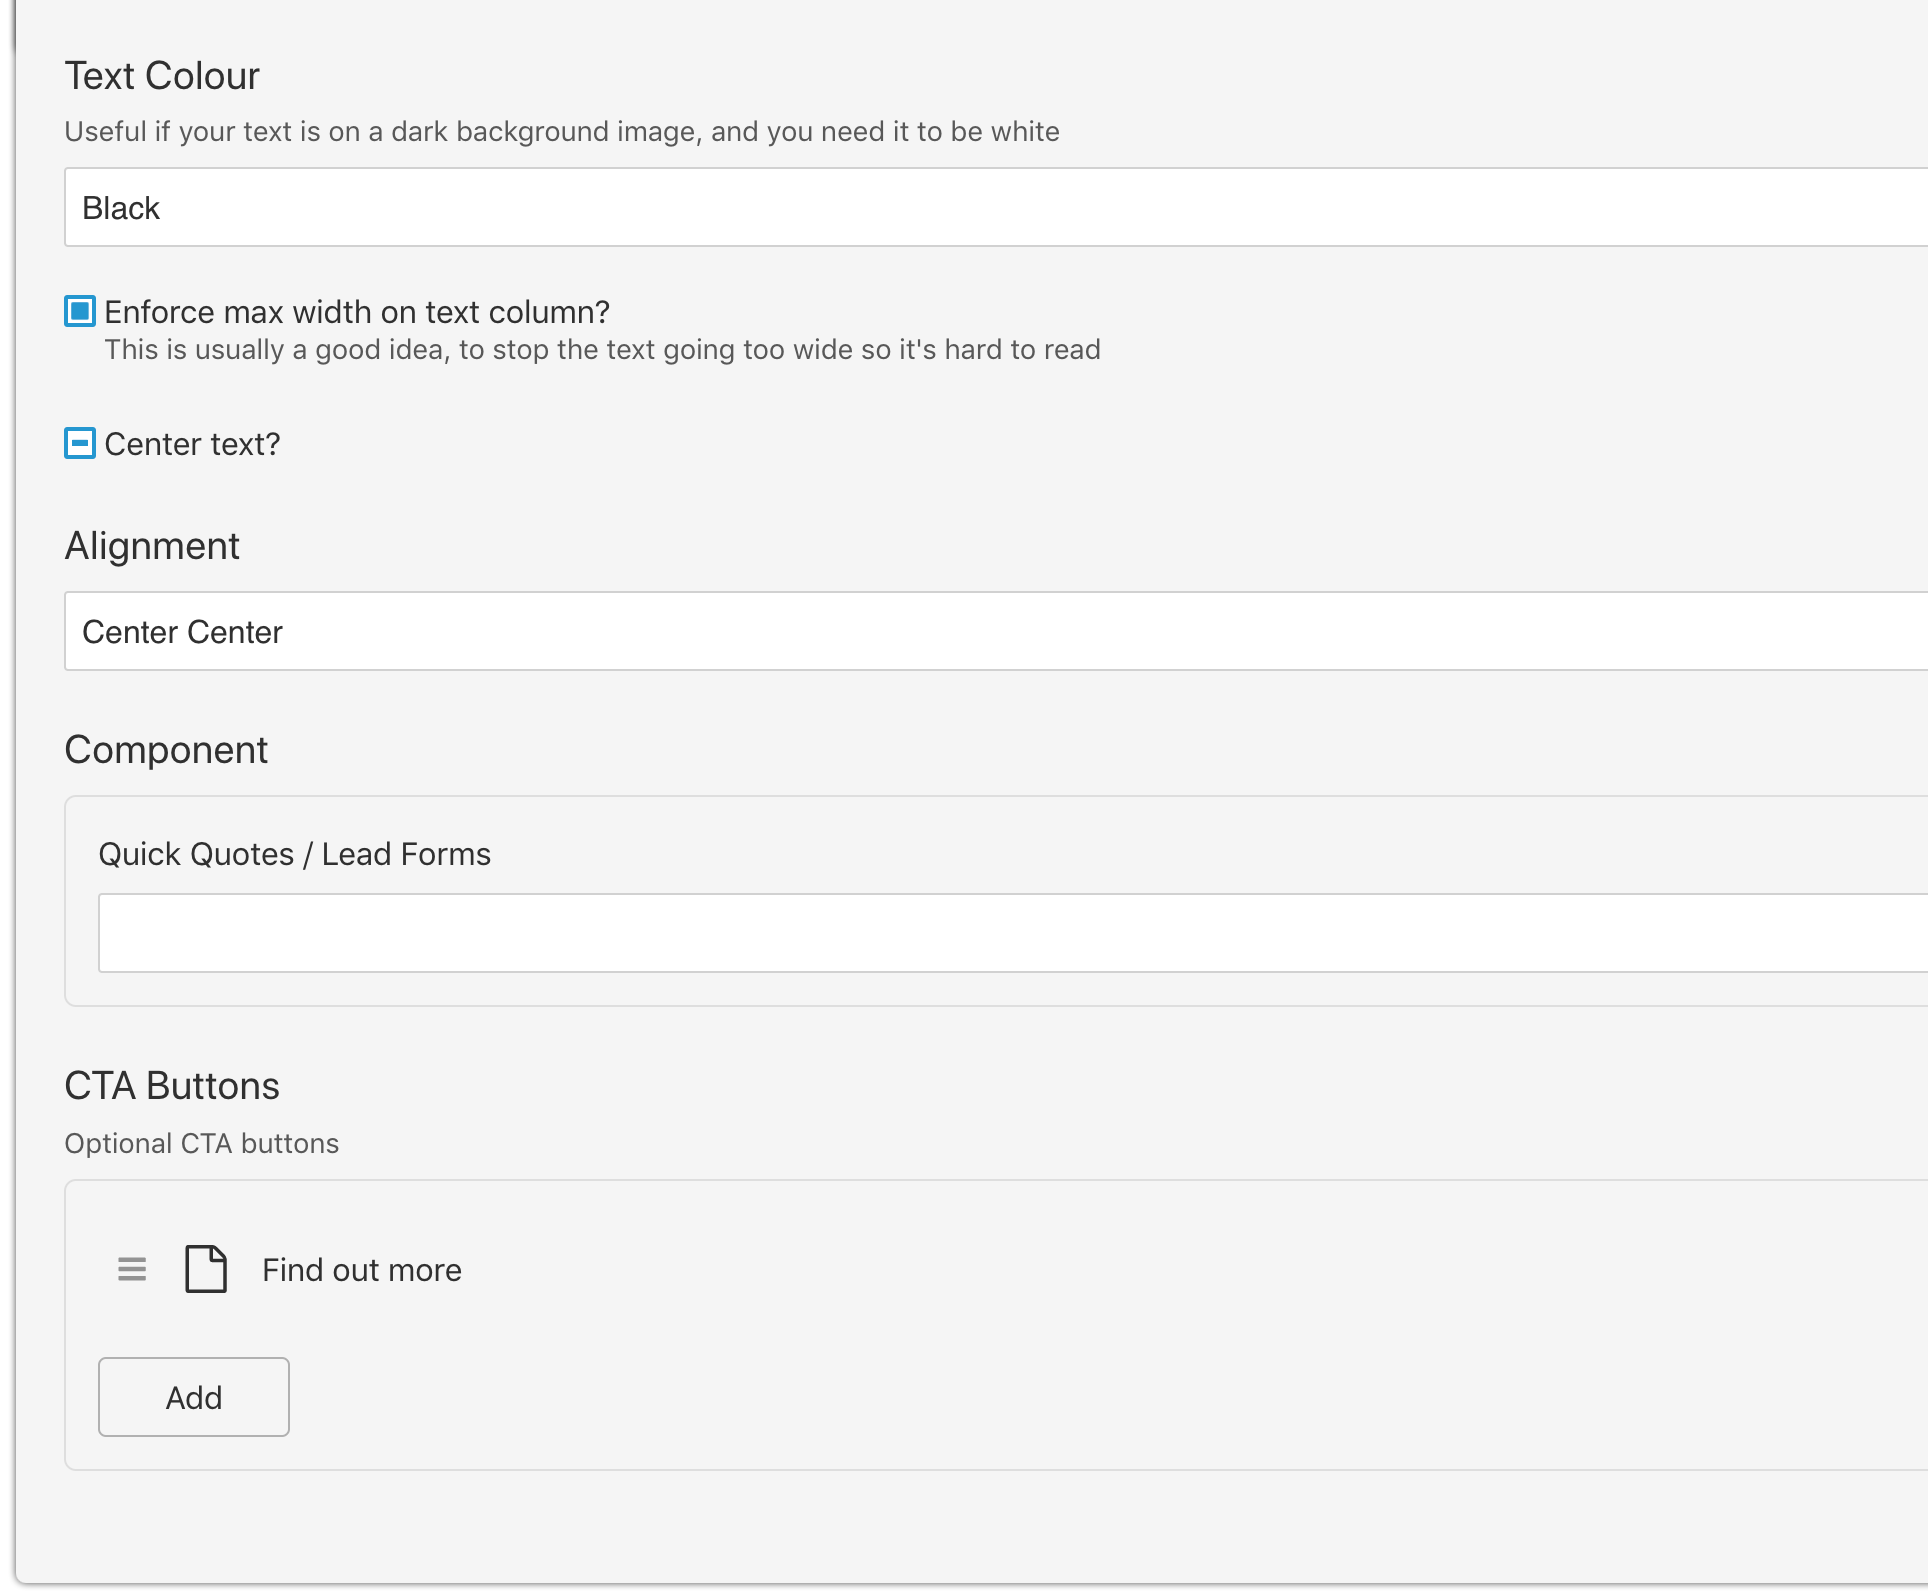 Text Colour
Useful if your text is on a dark background image, and you need it to be white
Black
Enforce max width on text column?
This is usually a good idea, to stop the text going too wide so it's hard to read
Center text?
Alignment
Center Center
Component
Quick Quotes / Lead Forms
CTA Buttons
Optional CTA buttons
Find out more
Add